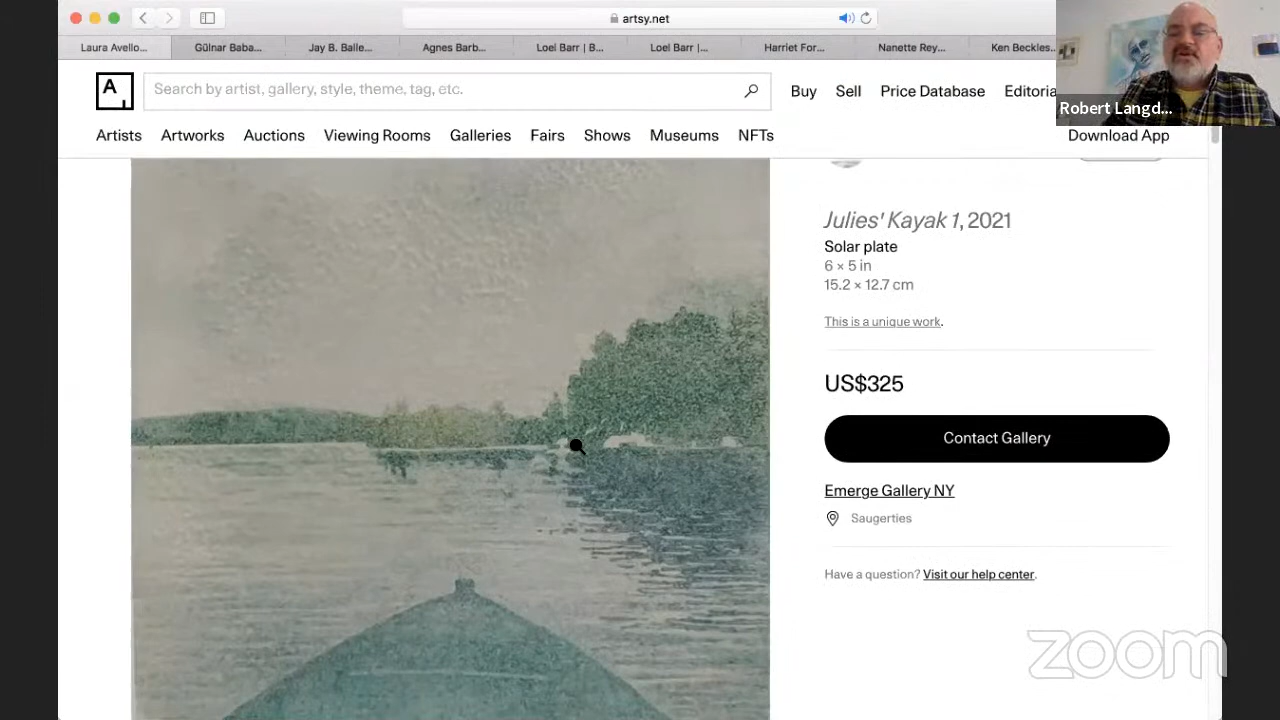 artsy.net
Laura Avello... Gülnar Baba... Jay B. Balle... Agnes Barb... Loel Barr | B... Loel Barr |... Harriet For... Nanette Rey... Ken Beckles...
A
Search by artist, gallery, style, theme, tag, etc.
Buy Sell Price Database Editoria
Robert Langd...
Artists Artworks Auctions Viewing Rooms Galleries Fairs Shows Museums NFTs Download App
Julies' Kayak 1, 2021
Solar plate
6 × 5 in
15.2 × 12.7 cm
This is a unique work.
US$325
Contact Gallery
Emerge Gallery NY
Saugerties
Have a question? Visit our help center.
zoom